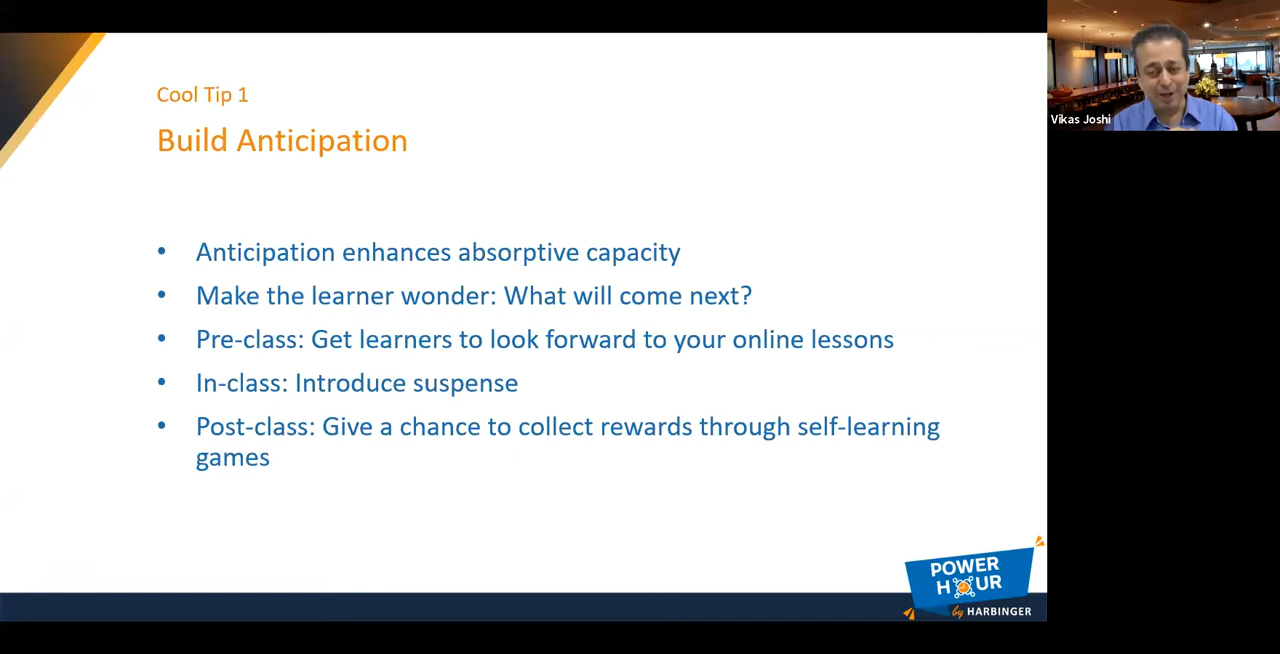 Cool Tip 1
Build Anticipation
• Anticipation enhances absorptive capacity
• Make the learner wonder: What will come next?
• Pre-class: Get learners to look forward to your online lessons
• In-class: Introduce suspense
• Post-class: Give a chance to collect rewards through self-learning
games
Vikas Joshi
POWER
HOUR
by HARBINGER